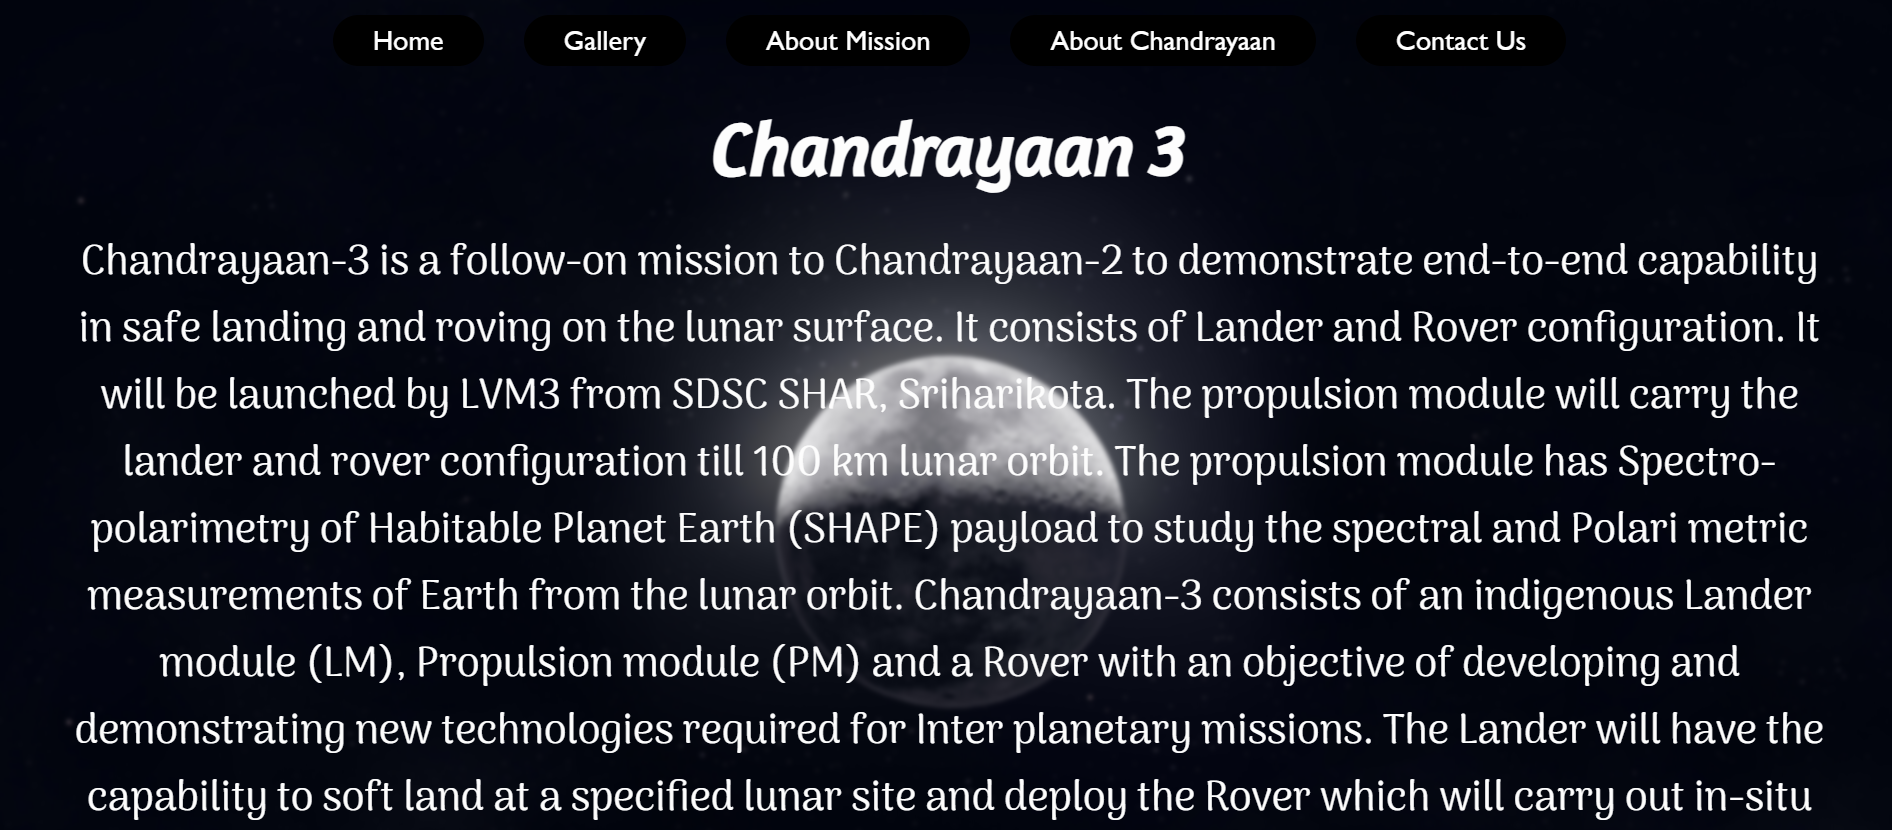 Home Gallery About Mission About Chandrayaan Contact Us
Chandrayaan 3
Chandrayaan-3 is a follow-on mission to Chandrayaan-2 to demonstrate end-to-end capability
in safe landing and roving on the lunar surface. It consists of Lander and Rover configuration. It
will be launched by LVM3 from SDSC SHAR, Sriharikota. The propulsion module will carry the
lander and rover configuration till 100 km lunar orbit. The propulsion module has Spectro-
polarimetry of Habitable Planet Earth (SHAPE) payload to study the spectral and Polari metric
measurements of Earth from the lunar orbit. Chandrayaan-3 consists of an indigenous Lander
module (LM), Propulsion module (PM) and a Rover with an objective of developing and
demonstrating new technologies required for Inter planetary missions. The Lander will have the
capability to soft land at a specified lunar site and deploy the Rover which will carry out in-situ